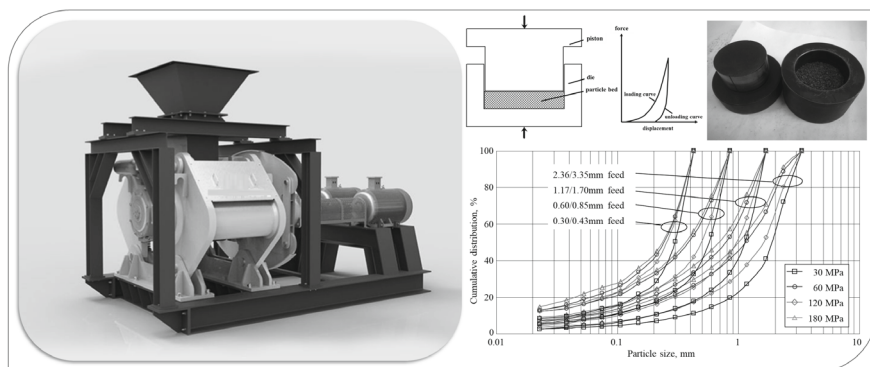 piston
die
particle bed
force
loading curve
unloading curve
displacement
100
80
60
40
20
0
Cumulative distribution, %
2.36/3.35mm feed
1.17/1.70mm feed
0.60/0.85mm feed
0.30/0.43mm feed
30 MPa
60 MPa
120 MPa
180 MPa
0.01
0.1
1
10
Particle size, mm